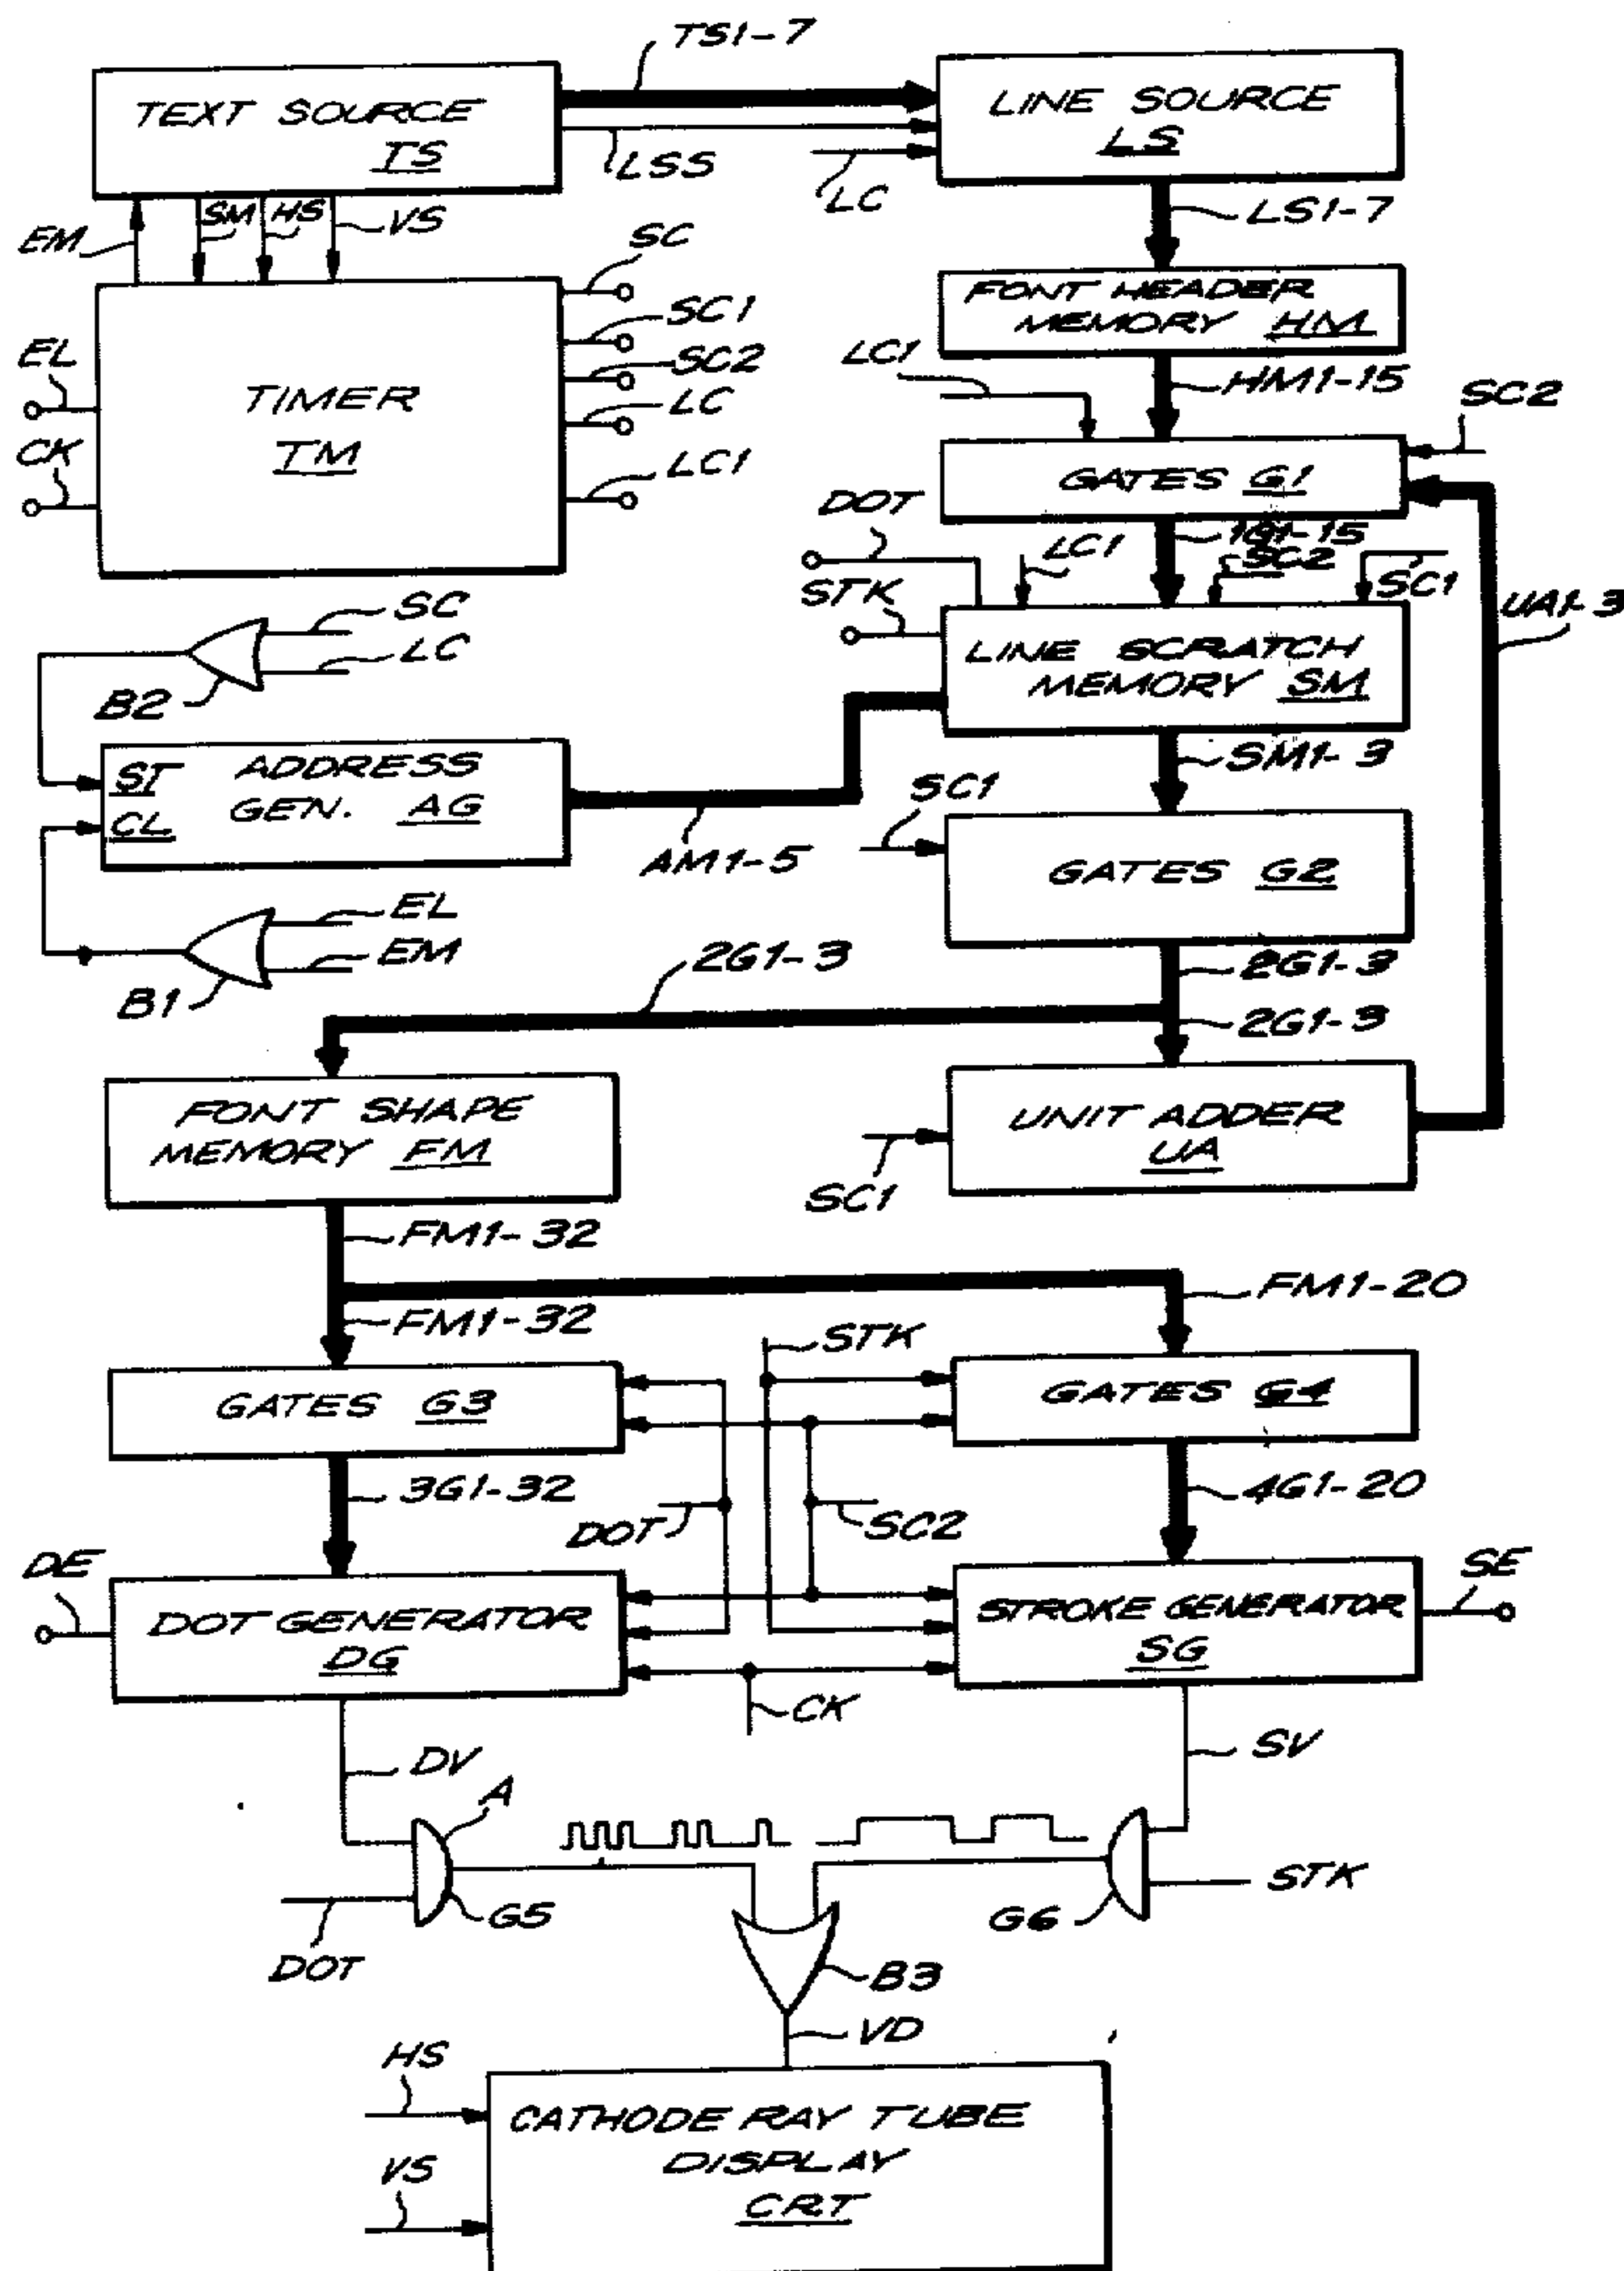 TS1-7
TEXT SOURCE
TS
LINE SOURCE
LS
LSS
LC
EM
SM
HS
VS
LS1-7
SC
SC1
SC2
LC
LC1
EL
CK
TIMER
TM
FONT HEADER
MEMORY HM
HM1-15
LC1
SC2
GATES G1
DOT
LC1
1G1-15
SC2
SC1
STK
UA1-3
LINE SCRATCH
MEMORY SM
SC
LC
B2
ST
CL
ADDRESS
GEN. AG
AM1-5
SM1-3
SC1
GATES G2
EL
EM
B1
2G1-3
2G1-3
2G1-3
FONT SHAPE
MEMORY FM
UNIT ADDER
UA
SC1
FM1-32
FM1-20
FM1-32
STK
GATES G3
GATES G4
3G1-32
DOT
SC2
4G1-20
DE
DOT GENERATOR
DG
STROKE GENERATOR
SG
SE
CK
DV
A
SV
G5
DOT
G6
STK
B3
VD
HS
VS
CATHODE RAY TUBE
DISPLAY
CRT